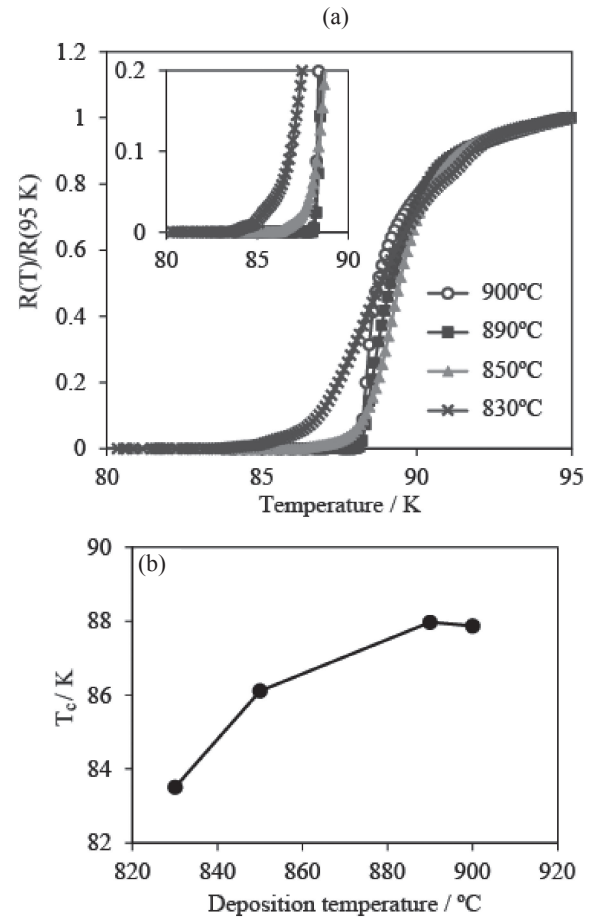 (a)
1.2
1
0.8
0.6
0.4
0.2
0
R(T)/R(95 K)
0.2
0.1
0
80 85 90
900ºC
890ºC
850ºC
830ºC
80 85 90 95
Temperature / K
(b)
90
88
86
84
82
T_c / K
820 840 860 880 900 920
Deposition temperature / ºC